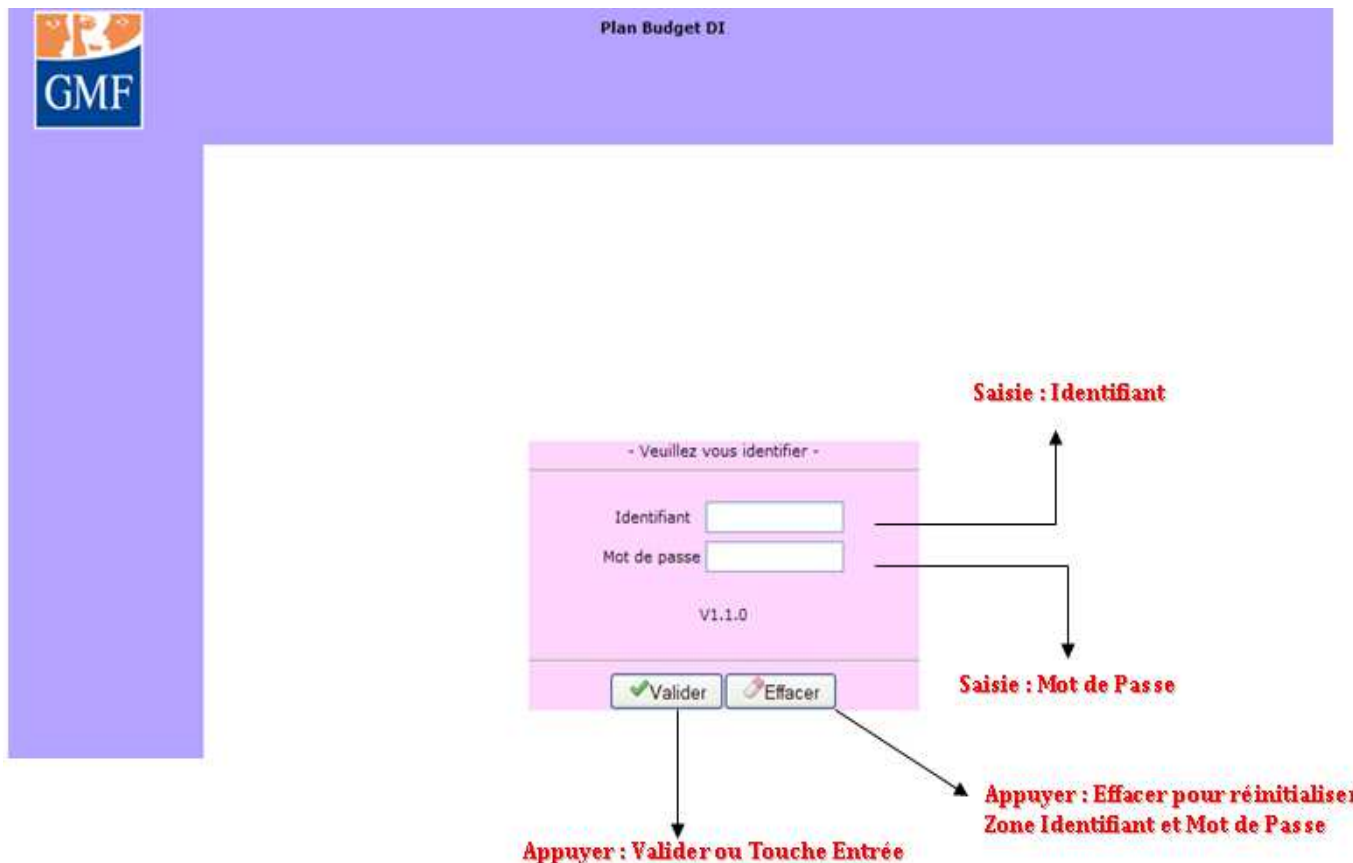 Plan Budget DI
GMF
Saisie : Identifiant
- Veuillez vous identifier -
Identifiant
Mot de passe
V1.1.0
Saisie : Mot de Passe
Valider
Effacer
Appuyer : Effacer pour réinitialiser
Zone Identifiant et Mot de Passe
Appuyer : Valider ou Touche Entrée